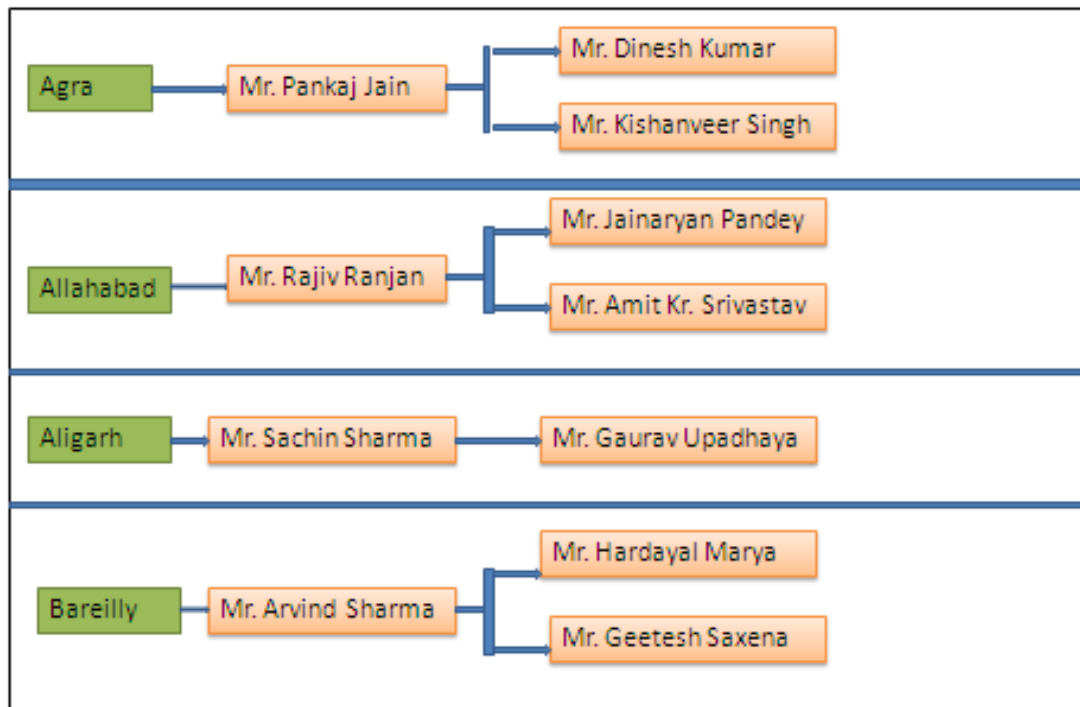 Agra
Mr. Pankaj Jain
Mr. Dinesh Kumar
Mr. Kishanveer Singh
Allahabad
Mr. Rajiv Ranjan
Mr. Jainaryan Pandey
Mr. Amit Kr. Srivastav
Aligarh
Mr. Sachin Sharma
Mr. Gaurav Upadhaya
Bareilly
Mr. Arvind Sharma
Mr. Hardayal Marya
Mr. Geetesh Saxena